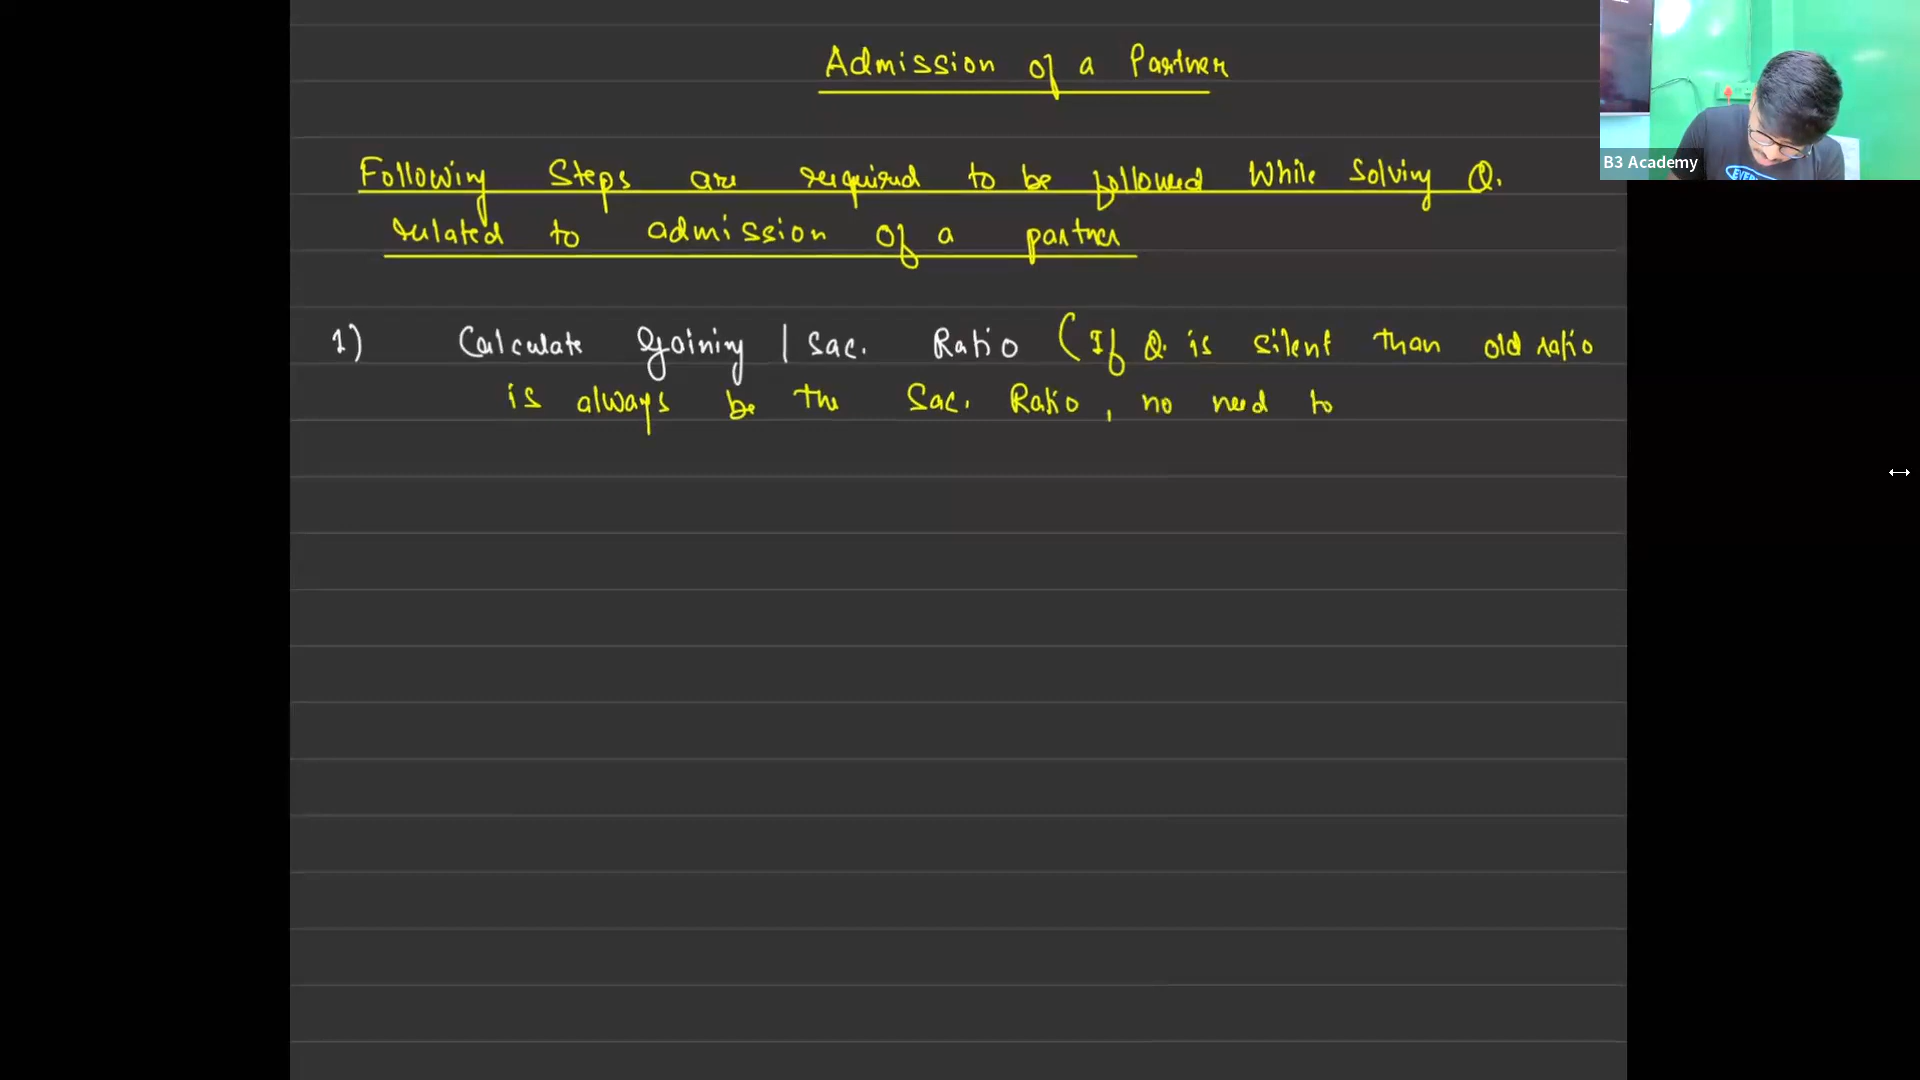 Admission of a Partner
B3 Academy
Following Steps are required to be followed While Solving Q.
related to admission of a partner
1) Calculate Gaining | Sac. Ratio (If Q. is silent than old ratio
is always be the Sac. Ratio, no need to